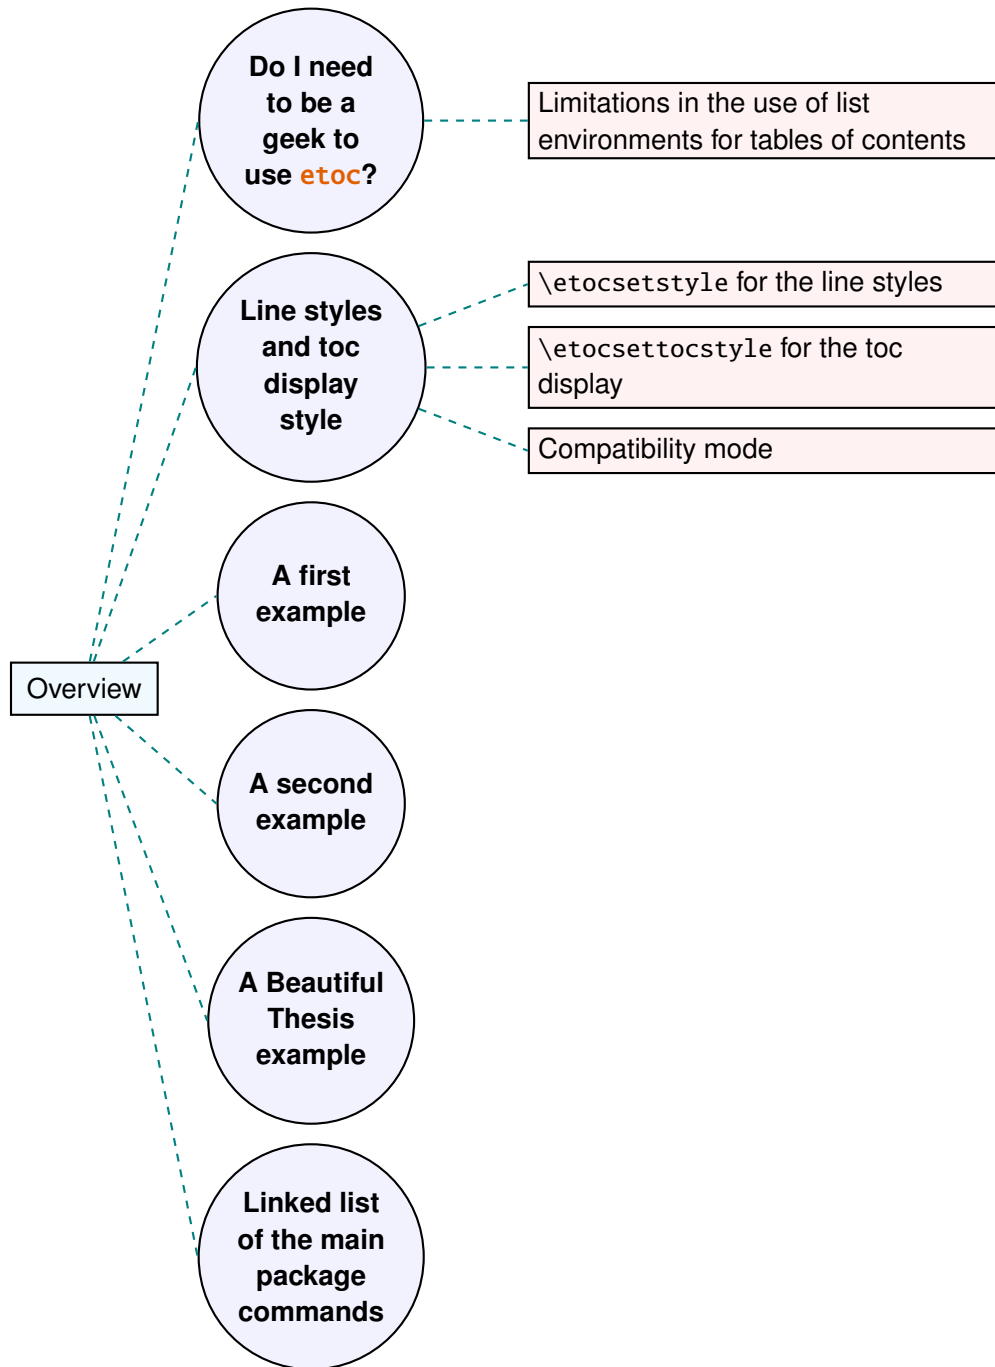 Do I need
to be a
geek to
use etoc?
Limitations in the use of list
environments for tables of contents
Line styles
and toc
display
style
\etocsetstyle for the line styles
\etocsettocstyle for the toc
display
Compatibility mode
A first
example
Overview
A second
example
A Beautiful
Thesis
example
Linked list
of the main
package
commands